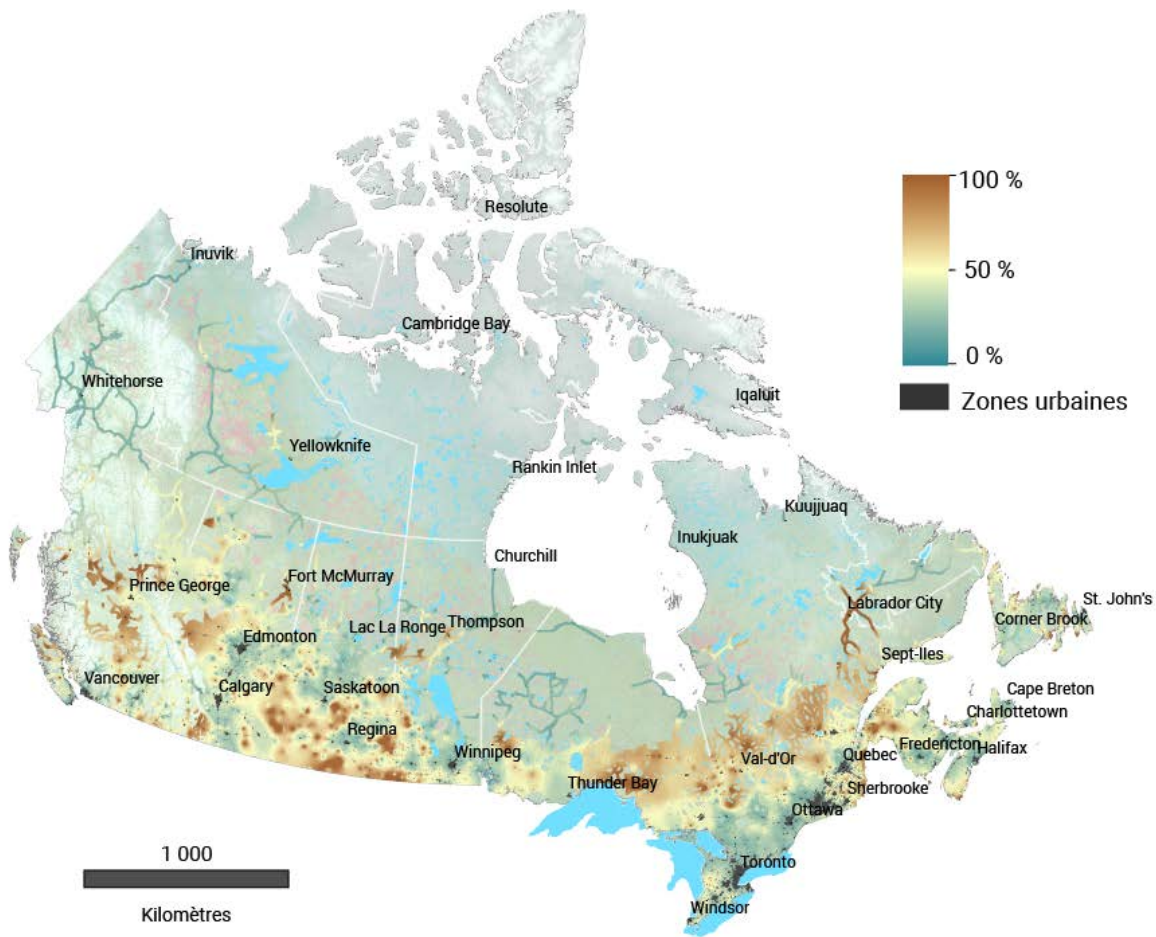 Resolute
100 %
50 %
0 %
Zones urbaines
Inuvik
Cambridge Bay
Whitehorse
Iqaluit
Yellowknife
Rankin Inlet
Kuujjuaq
Inukjuak
Churchill
Prince George
Fort McMurray
Labrador City
St. John's
Corner Brook
Lac La Ronge
Thompson
Edmonton
Sept-Iles
Vancouver
Calgary
Saskatoon
Cape Breton
Charlottetown
Regina
Fredericton
Halifax
Winnipeg
Val-d'Or
Quebec
Thunder Bay
Sherbrooke
Ottawa
Toronto
Windsor
1 000
Kilomètres